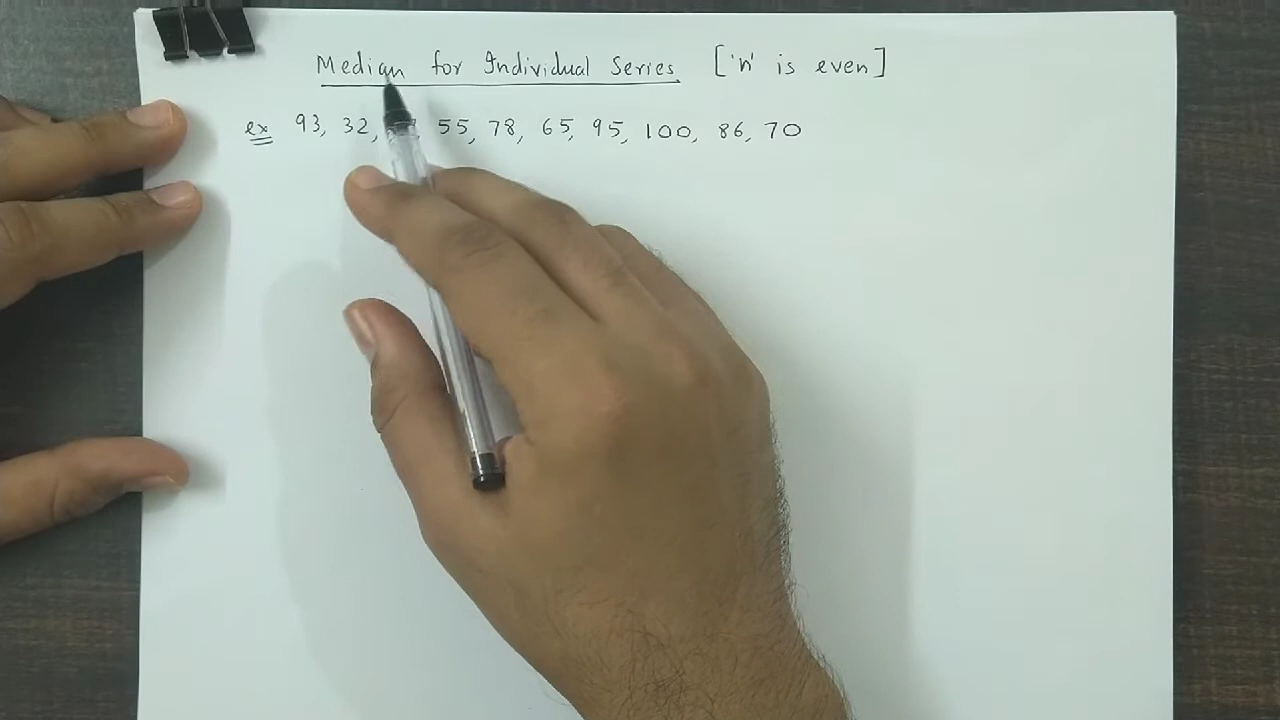 Median for Individual Series ['n' is even]
ex 93, 32, 55, 78, 65, 95, 100, 86, 70